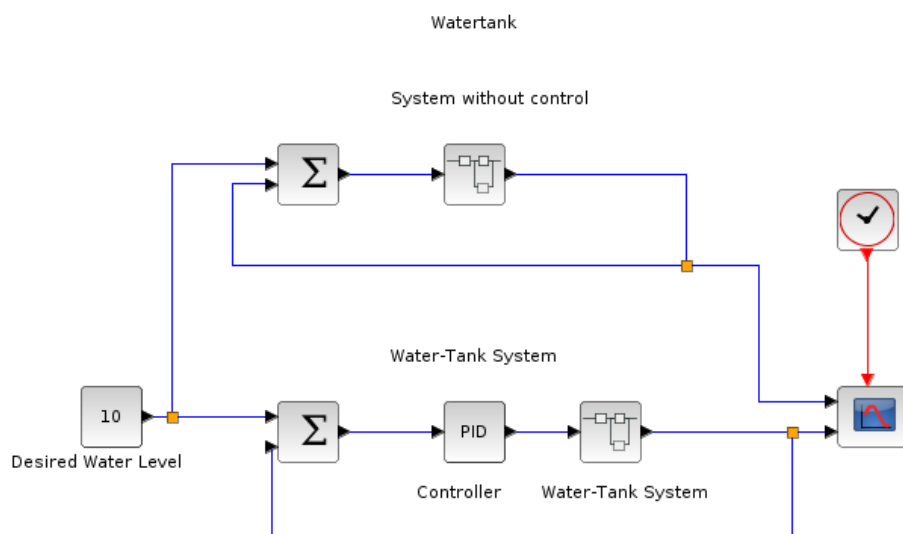 Watertank
System without control
Σ
Water-Tank System
10
Σ
PID
Desired Water Level
Controller
Water-Tank System